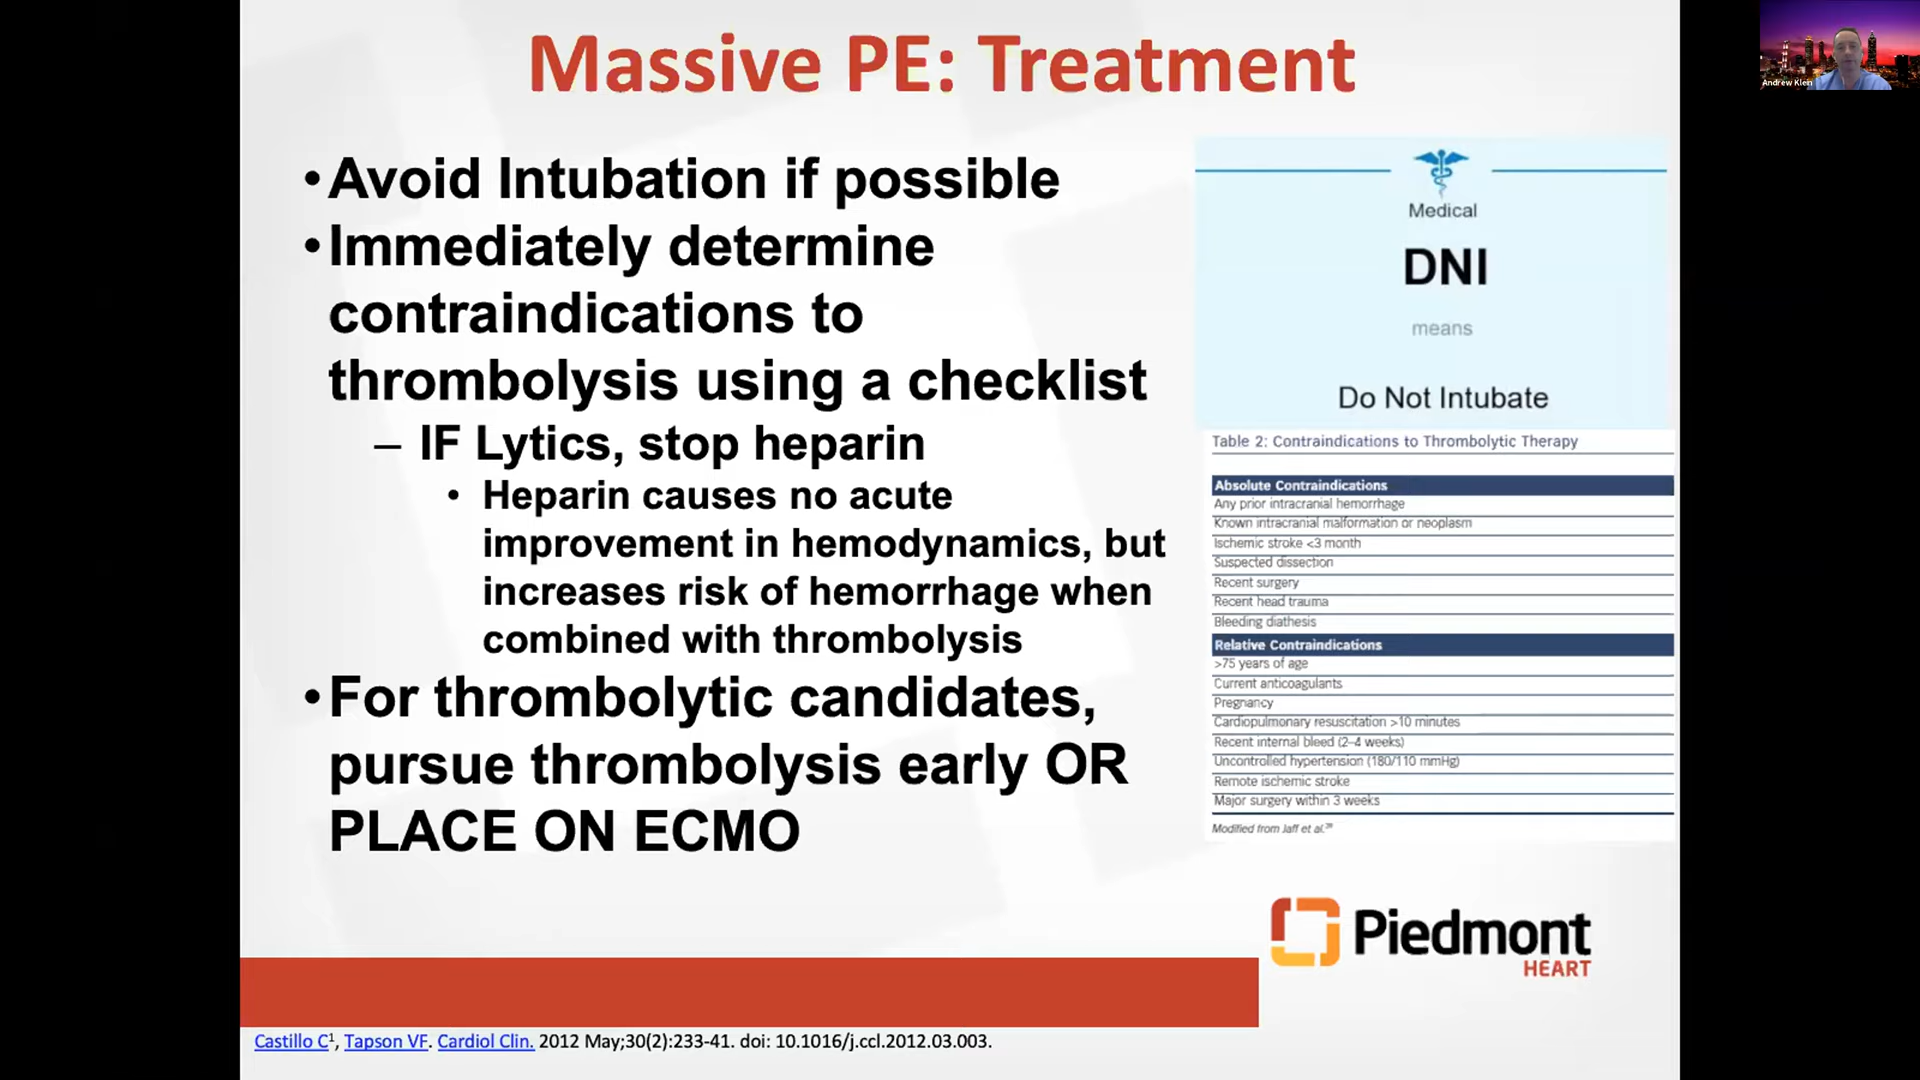 Massive PE: Treatment
Andrew Klein
•Avoid Intubation if possible
•Immediately determine
contraindications to
thrombolysis using a checklist
– IF Lytics, stop heparin
• Heparin causes no acute
improvement in hemodynamics, but
increases risk of hemorrhage when
combined with thrombolysis
•For thrombolytic candidates,
pursue thrombolysis early OR
PLACE ON ECMO
Medical
DNI
means
Do Not Intubate
Table 2: Contraindications to Thrombolytic Therapy
Absolute Contraindications
Any prior intracranial hemorrhage
Known intracranial malformation or neoplasm
Ischemic stroke <3 month
Suspected dissection
Recent surgery
Recent head trauma
Bleeding diathesis
Relative Contraindications
>75 years of age
Current anticoagulants
Pregnancy
Cardiopulmonary resuscitation >10 minutes
Recent internal bleed (2–4 weeks)
Uncontrolled hypertension (180/110 mmHg)
Remote ischemic stroke
Major surgery within 3 weeks
Modified from Jaff et al.
Piedmont
HEART
Castillo C¹, Tapson VF. Cardiol Clin. 2012 May;30(2):233-41. doi: 10.1016/j.ccl.2012.03.003.